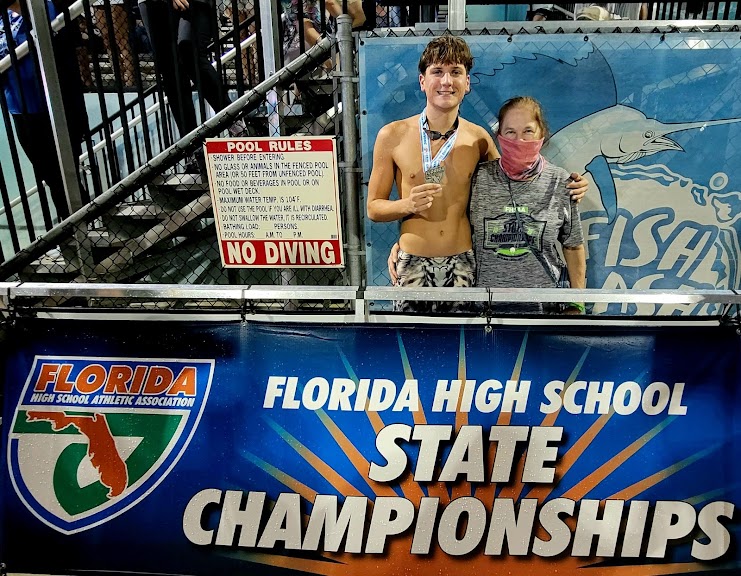 POOL RULES
SHOWER BEFORE ENTERING.
NO GLASS OR ANIMALS IN THE FENCED POOL
AREA (OR 50 FEET FROM UNFENCED POOL).
NO FOOD OR BEVERAGES IN POOL OR ON
POOL WET DECK.
MAXIMUM WATER TEMP. IS 104°F
DO NOT USE THE POOL IF YOU ARE ILL WITH DIARRHEA.
DO NOT SWALLOW THE WATER, IT IS RECIRCULATED.
BATHING LOAD: PERSONS.
POOL HOURS: A.M. TO P.M.
NO DIVING
STATE
CHAMPIONSHIPS
FISH
FLORIDA
HIGH SCHOOL ATHLETIC ASSOCIATION
FLORIDA HIGH SCHOOL
STATE
CHAMPIONSHIPS